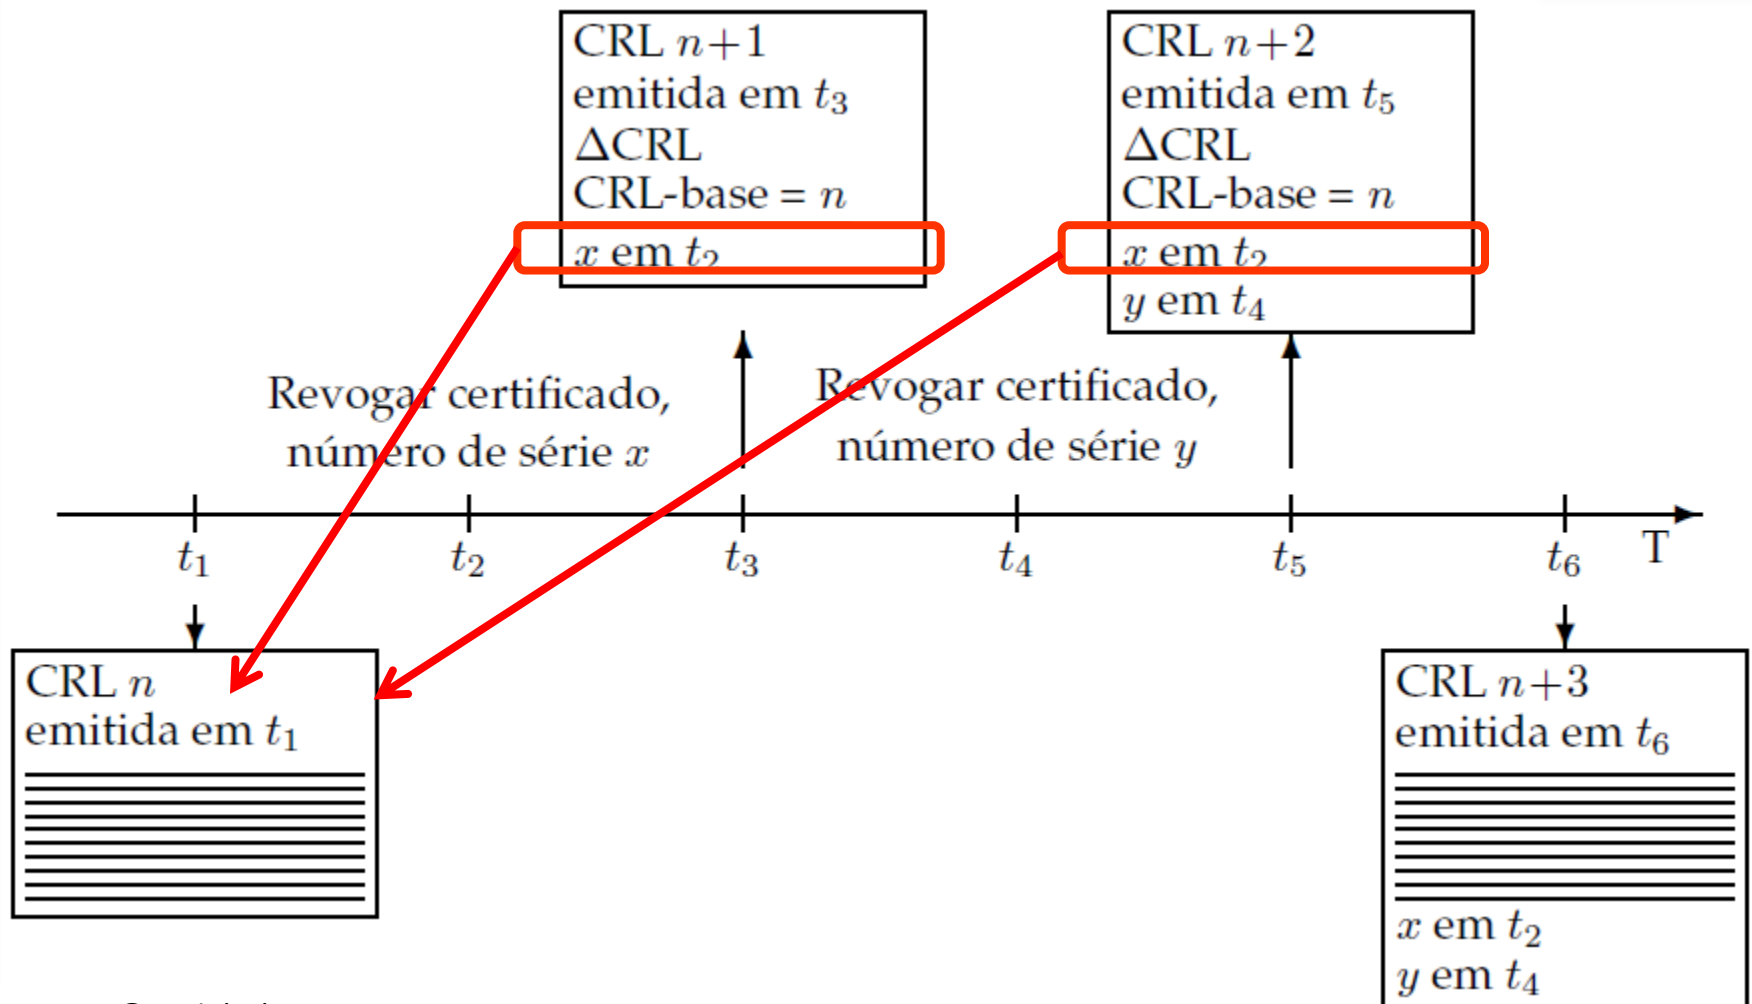 CRL n+1
emitida em t₃
ΔCRL
CRL-base = n
x em t₂
CRL n+2
emitida em t₅
ΔCRL
CRL-base = n
x em t₂
y em t₄
Revogar certificado,
número de série x
Revogar certificado,
número de série y
t₁ t₂ t₃ t₄ t₅ t₆ T
CRL n
emitida em t₁
CRL n+3
emitida em t₆
x em t₂
y em t₄